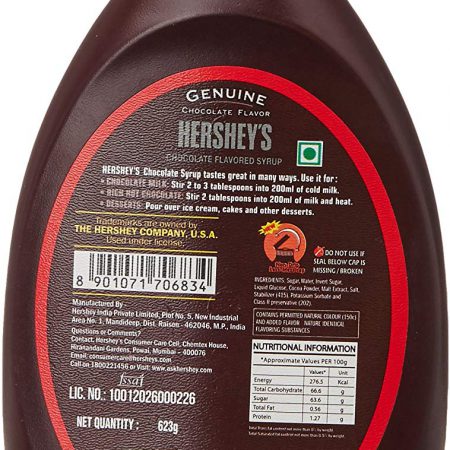 GENUINE
CHOCOLATE FLAVOR
HERSHEY'S
CHOCOLATE FLAVORED SYRUP
HERSHEY'S Chocolate Syrup tastes great in many ways. Use it for :
• CHOCOLATE MILK: Stir 2 to 3 tablespoons into 200ml of cold milk.
• RICH HOT CHOCOLATE: Stir 2 tablespoons into 200ml of milk and heat.
• DESSERTS: Pour over ice cream, cakes and other desserts.
Trademarks are owned by
THE HERSHEY COMPANY, U.S.A.
Used under license.
8 901071 706834
DO NOT USE IF
SEAL BELOW CAP IS
MISSING / BROKEN
Manufactured By
Hershey India Private Limited, Plot No. 5, New Industrial
Area No. 1, Mandideep, Dist. Raisen - 462046, M.P., India
Questions or Comments?
Contact. Hershey's Consumer Care Cell, Chemtex House,
Hiranandani Gardens, Powai, Mumbai – 400076
Email:consumercare@hersheys.com
Call on:1800221456 or visit: www.askhershey.com
fssai
LIC. NO.: 10012026000226
NET QUANTITY : 623g
INGREDIENTS: Sugar, Water, Invert Sugar,
Liquid Glucose, Cocoa Powder, Malt Extract, Salt,
Stabilizer (415), Potassium Sorbate and
Class II preservative (202).
CONTAINS PERMITTED NATURAL COLOUR (150c)
AND ADDED FLAVOR NATURE IDENTICAL
FLAVORING SUBSTANCES.
NUTRITIONAL INFORMATION
*Approximate Values PER 100g
Values* Unit
Energy 276.5 Kcal
Total Carbohydrate 66.6 g
Sugar 63.6 g
Total Fat 0.56 g
Protein 1.27 g